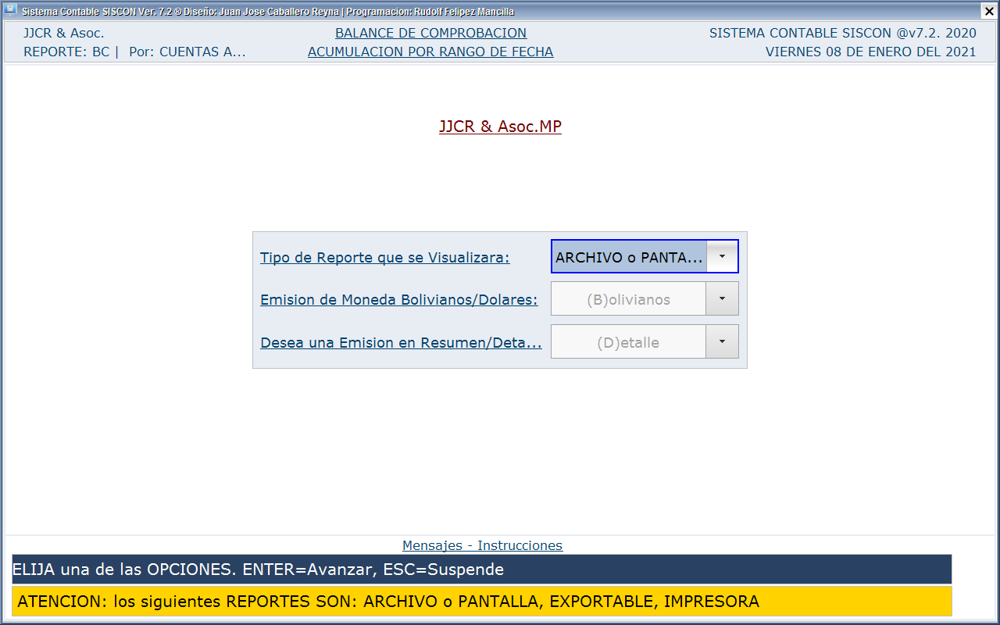 Sistema Contable SISCON Ver. 7.2 ® Diseño: Juan Jose Caballero Reyna | Programacion: Rudolf Felipez Mancilla
JJCR & Asoc.
BALANCE DE COMPROBACION
SISTEMA CONTABLE SISCON @v7.2. 2020
REPORTE: BC | Por: CUENTAS A...
ACUMULACION POR RANGO DE FECHA
VIERNES 08 DE ENERO DEL 2021
JJCR & Asoc.MP
Tipo de Reporte que se Visualizara:
ARCHIVO o PANTA...
Emision de Moneda Bolivianos/Dolares:
(B)olivianos
Desea una Emision en Resumen/Deta...
(D)etalle
Mensajes - Instrucciones
ELIJA una de las OPCIONES. ENTER=Avanzar, ESC=Suspende
ATENCION: los siguientes REPORTES SON: ARCHIVO o PANTALLA, EXPORTABLE, IMPRESORA